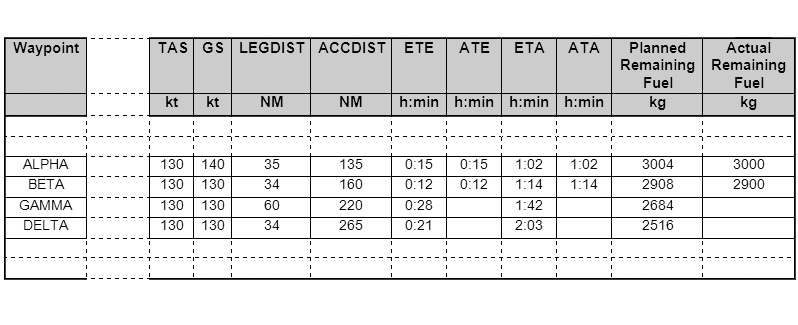 Waypoint TAS GS LEGDIST ACCDIST ETE ATE ETA ATA Planned Remaining Fuel Actual Remaining Fuel
kt kt NM NM h:min h:min h:min h:min kg kg
ALPHA 130 140 35 135 0:15 0:15 1:02 1:02 3004 3000
BETA 130 130 34 160 0:12 0:12 1:14 1:14 2908 2900
GAMMA 130 130 60 220 0:28 1:42 2684
DELTA 130 130 34 265 0:21 2:03 2516